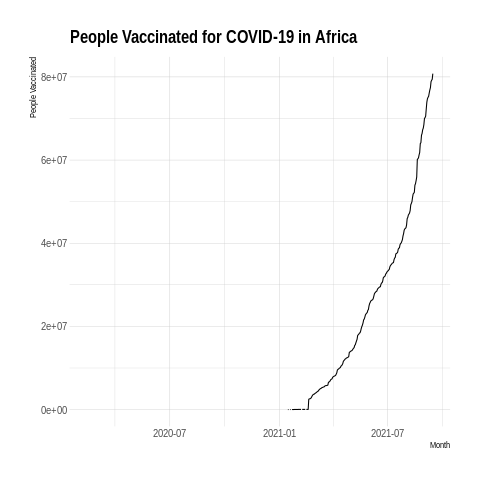 People Vaccinated for COVID-19 in Africa
People Vaccinated
8e+07
6e+07
4e+07
2e+07
0e+00
2020-07
2021-01
2021-07
Month